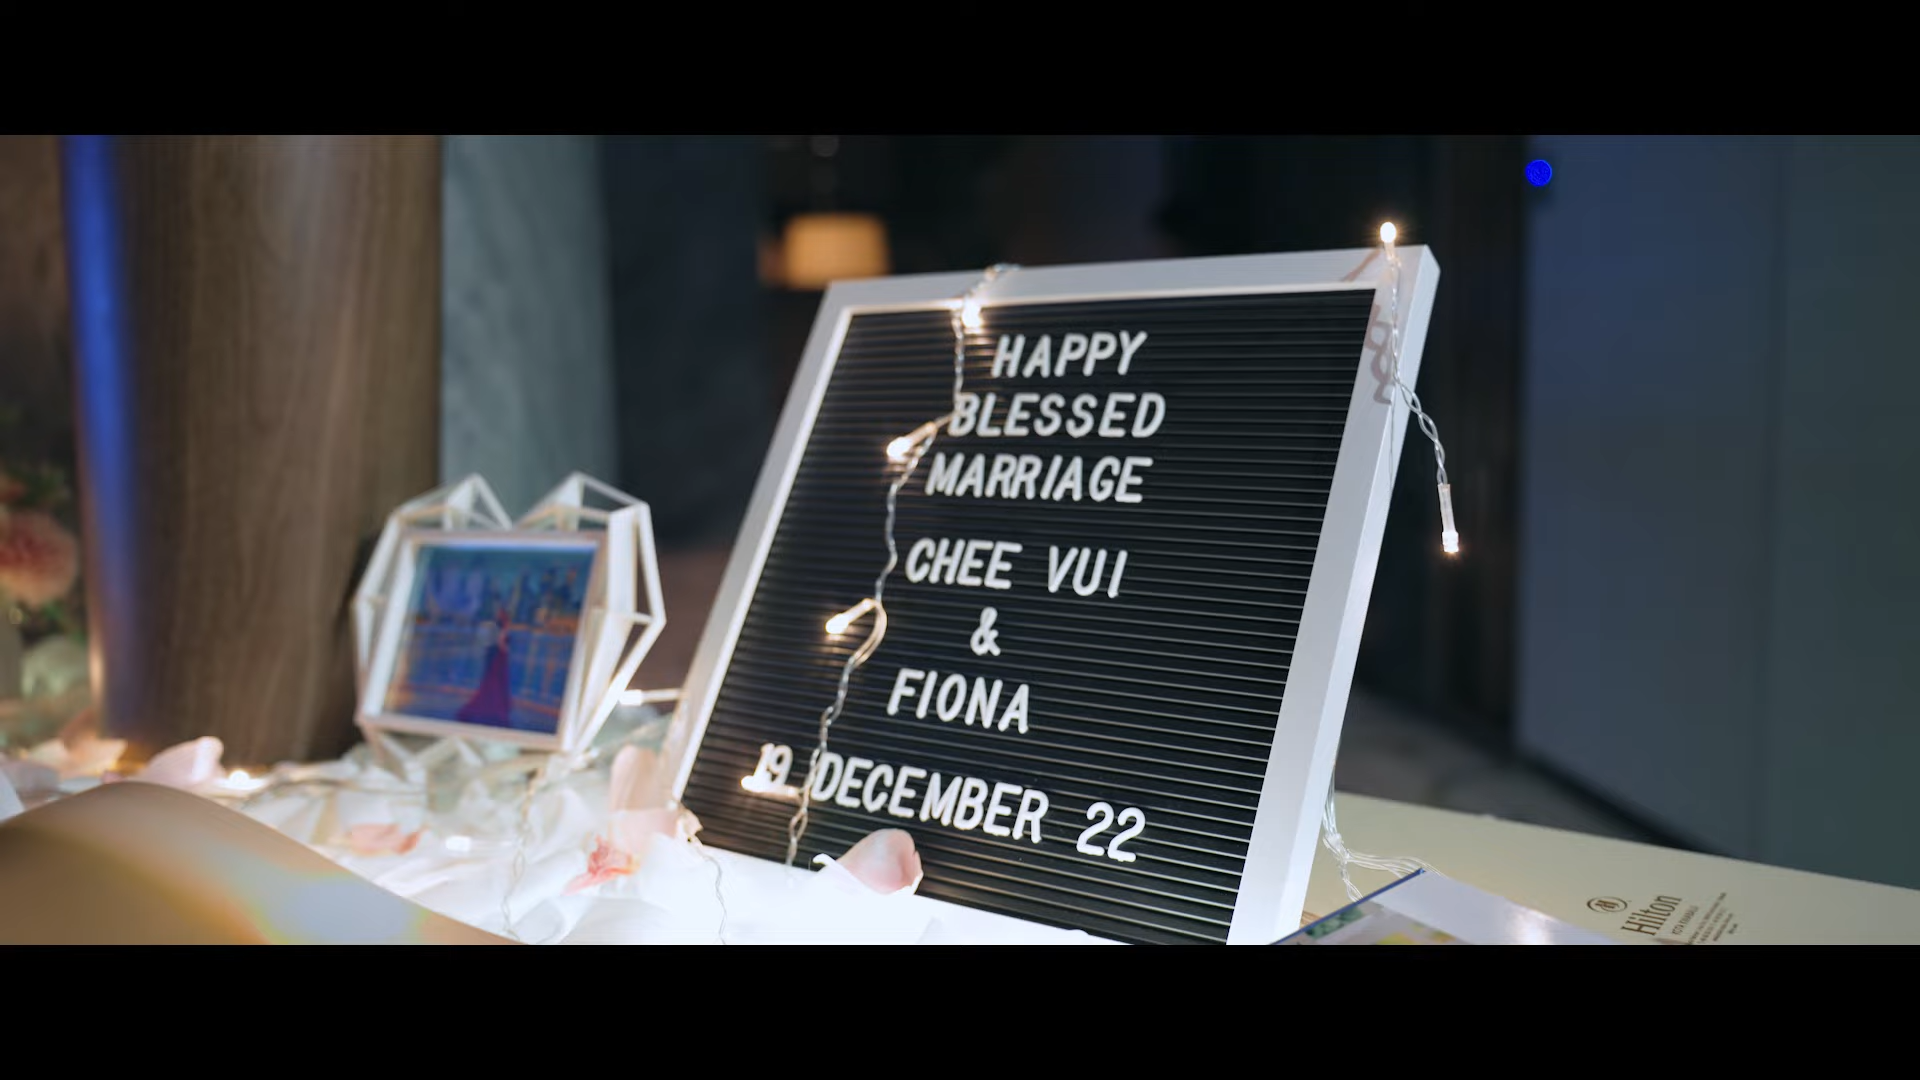 HAPPY
BLESSED
MARRIAGE
CHEE VUI
&
FIONA
19 DECEMBER 22
Hilton